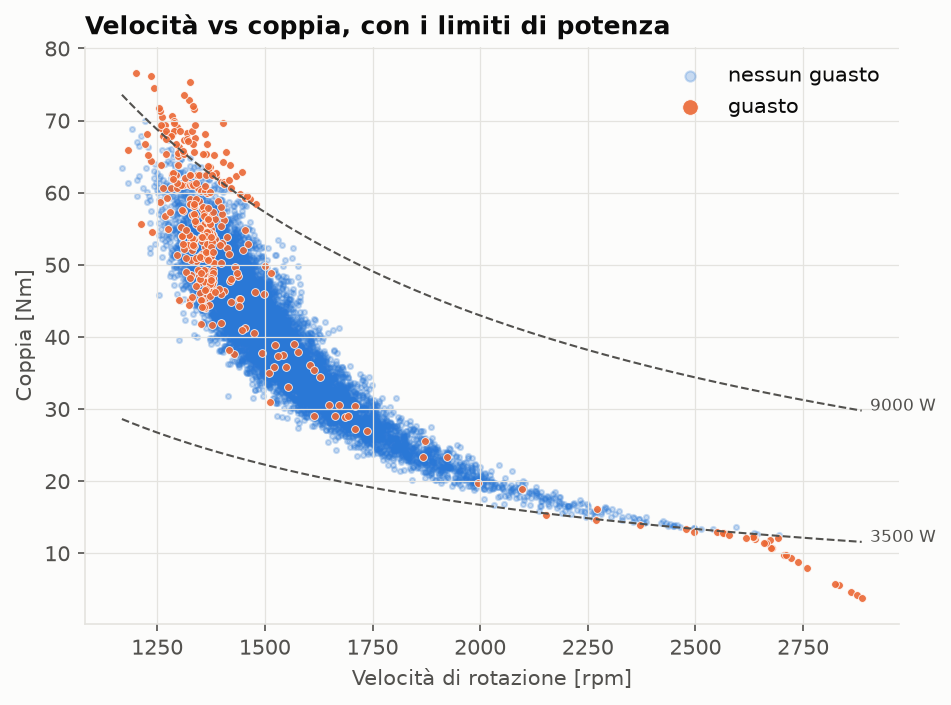 Velocità vs coppia, con i limiti di potenza
nessun guasto
guasto
Coppia [Nm]
80
70
60
50
40
30
20
10
9000 W
3500 W
1250 1500 1750 2000 2250 2500 2750
Velocità di rotazione [rpm]